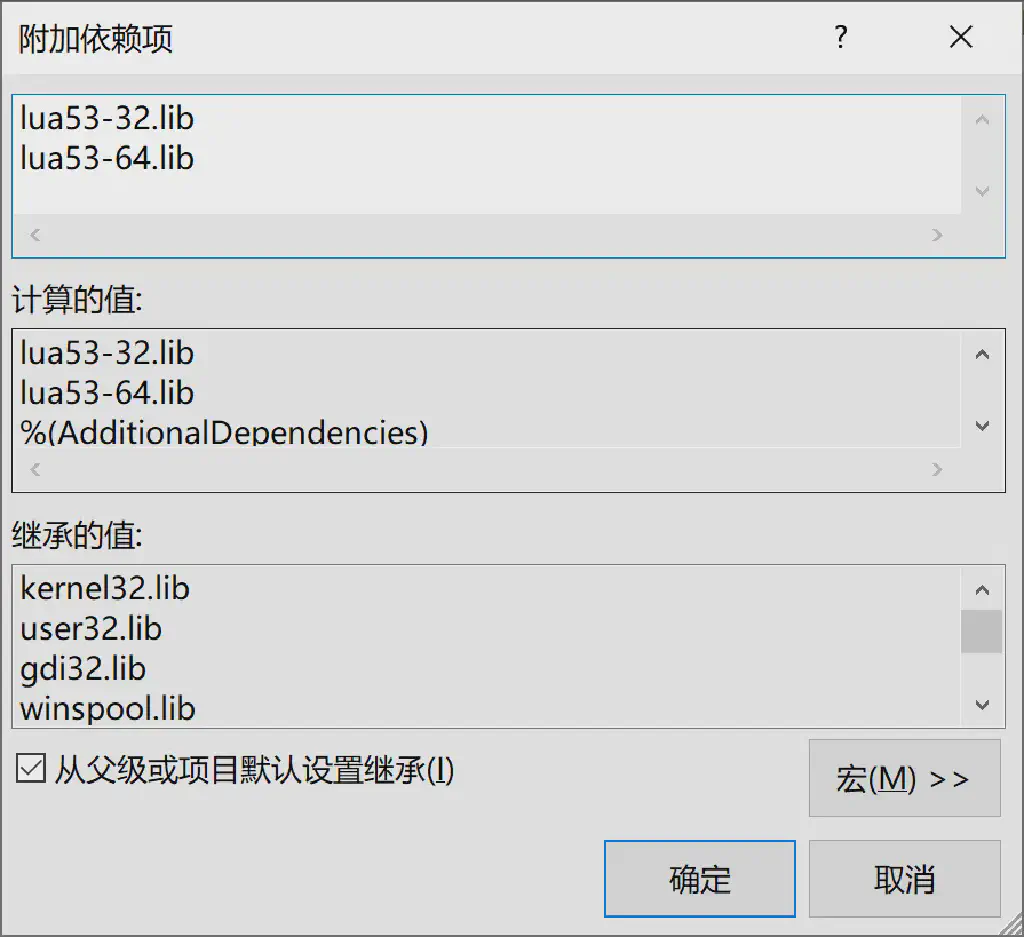 附加依赖项
?
lua53-32.lib
lua53-64.lib
计算的值:
lua53-32.lib
lua53-64.lib
%(AdditionalDependencies)
继承的值:
kernel32.lib
user32.lib
gdi32.lib
winspool.lib
从父级或项目默认设置继承(I)
宏(M) >>
确定
取消